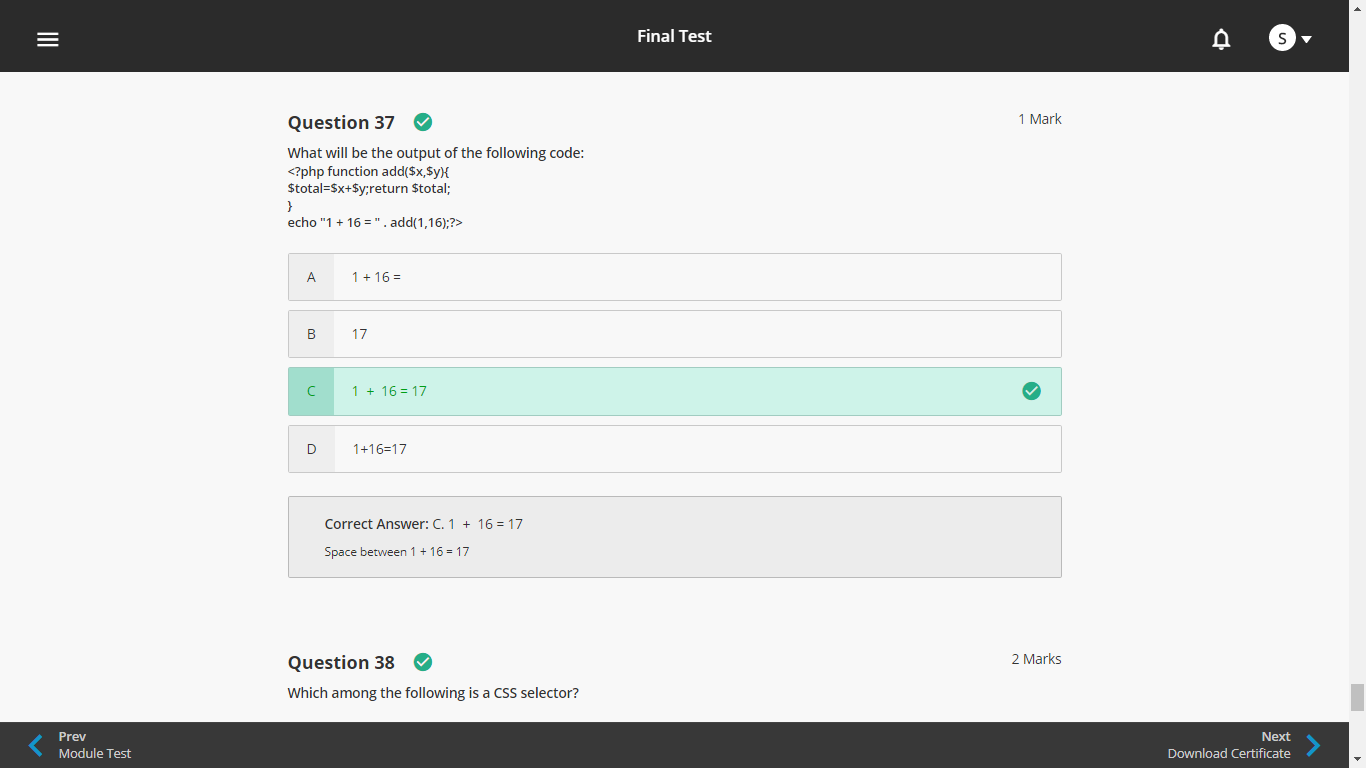 Final Test
S
Question 37
1 Mark
What will be the output of the following code:
<?php function add($x,$y){
$total=$x+$y;return $total;
}
echo "1 + 16 = " . add(1,16);?>
A
1 + 16 =
B
17
C
1  +  16 = 17
D
1+16=17
Correct Answer: C. 1  +  16 = 17
Space between 1 + 16 = 17
Question 38
2 Marks
Which among the following is a CSS selector?
Prev
Module Test
Next
Download Certificate